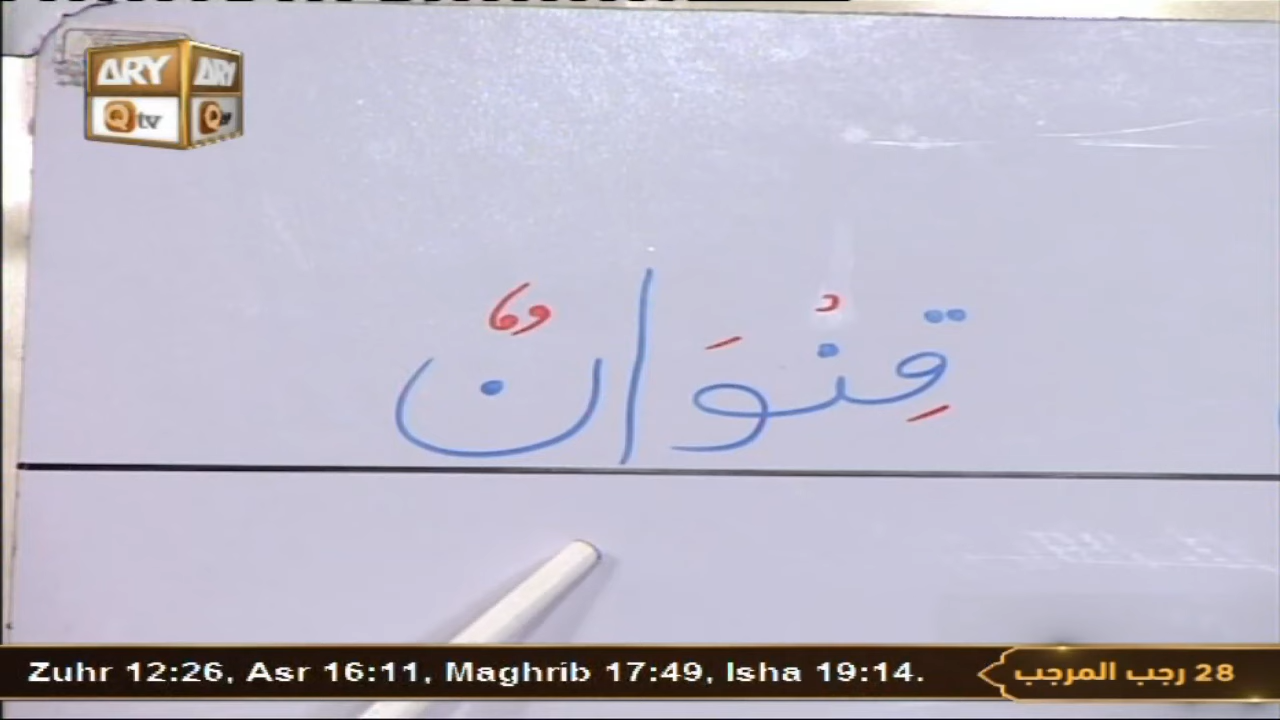 ARY ARY
Qtv Q
قِنْوَانٌ
Zuhr 12:26, Asr 16:11, Maghrib 17:49, Isha 19:14.
28 رجب المرجب